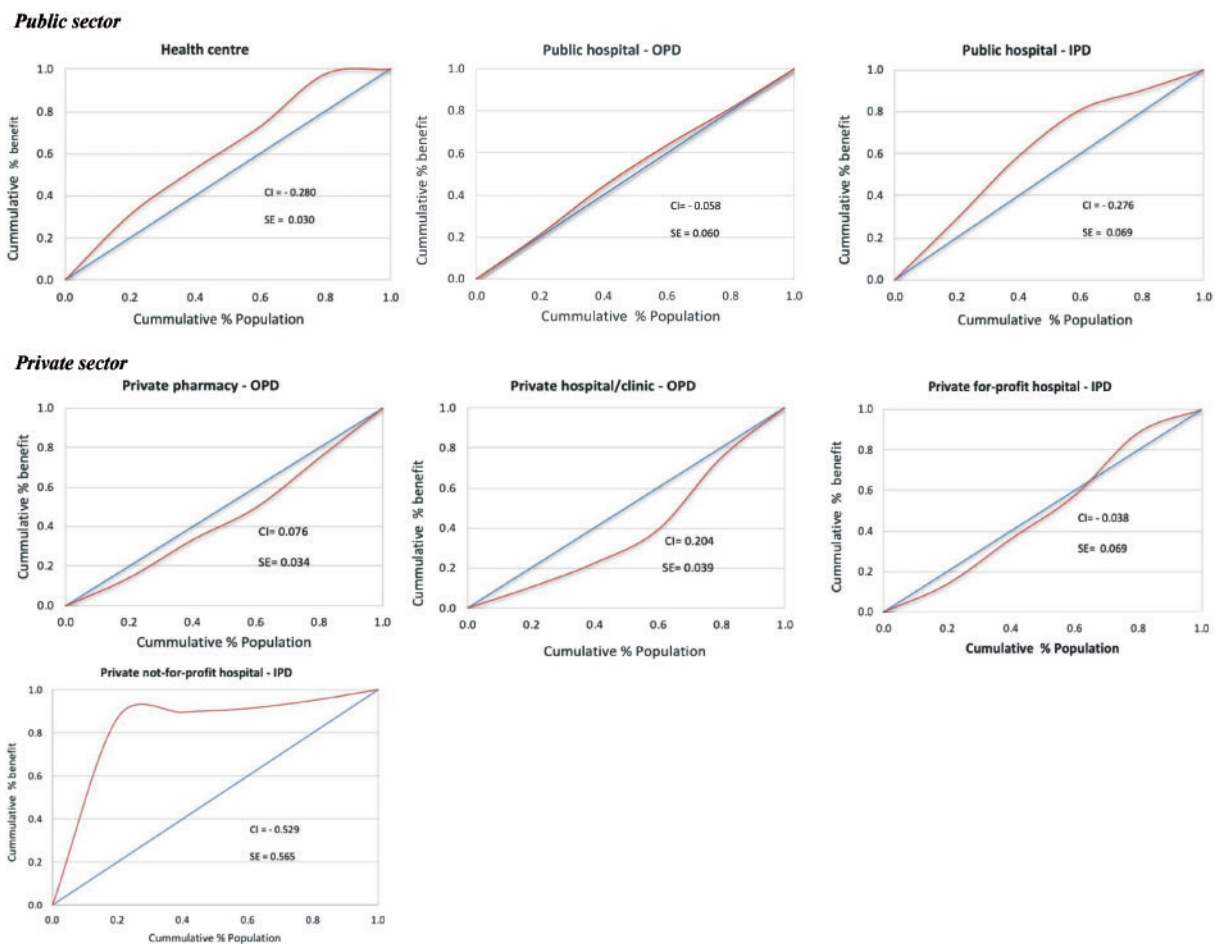 Public sector
Health centre
1.0
0.8
0.6
0.4
0.2
0.0
Cummulative % benefit
CI = - 0.280
SE = 0.030
0.0 0.2 0.4 0.6 0.8 1.0
Cummulative % Population
Public hospital - OPD
1.0
0.8
0.6
0.4
0.2
0.0
Cummulative % benefit
CI= - 0.058
SE = 0.060
0.0 0.2 0.4 0.6 0.8 1.0
Cummulative % Population
Public hospital - IPD
1.0
0.8
0.6
0.4
0.2
0.0
Cummulative % benefit
CI = - 0.276
SE = 0.069
0.0 0.2 0.4 0.6 0.8 1.0
Cummulative % Population
Private sector
Private pharmacy - OPD
1.0
0.8
0.6
0.4
0.2
0.0
Cummulative % benefit
CI= 0.076
SE= 0.034
0.0 0.2 0.4 0.6 0.8 1.0
Cummulative % Population
Private hospital/clinic - OPD
1.0
0.8
0.6
0.4
0.2
0.0
Cummulative % benefit
CI= 0.204
SE= 0.039
0.0 0.2 0.4 0.6 0.8 1.0
Cummulative % Population
Private for-profit hospital - IPD
1.0
0.8
0.6
0.4
0.2
0.0
Cummulative % benefit
CI = - 0.038
SE = 0.069
0.0 0.2 0.4 0.6 0.8 1.0
Cumulative % Population
Private not-for-profit hospital - IPD
1.0
0.8
0.6
0.4
0.2
0.0
Cummulative % benefit
CI = - 0.529
SE = 0.565
0.0 0.2 0.4 0.6 0.8 1.0
Cummulative % Population